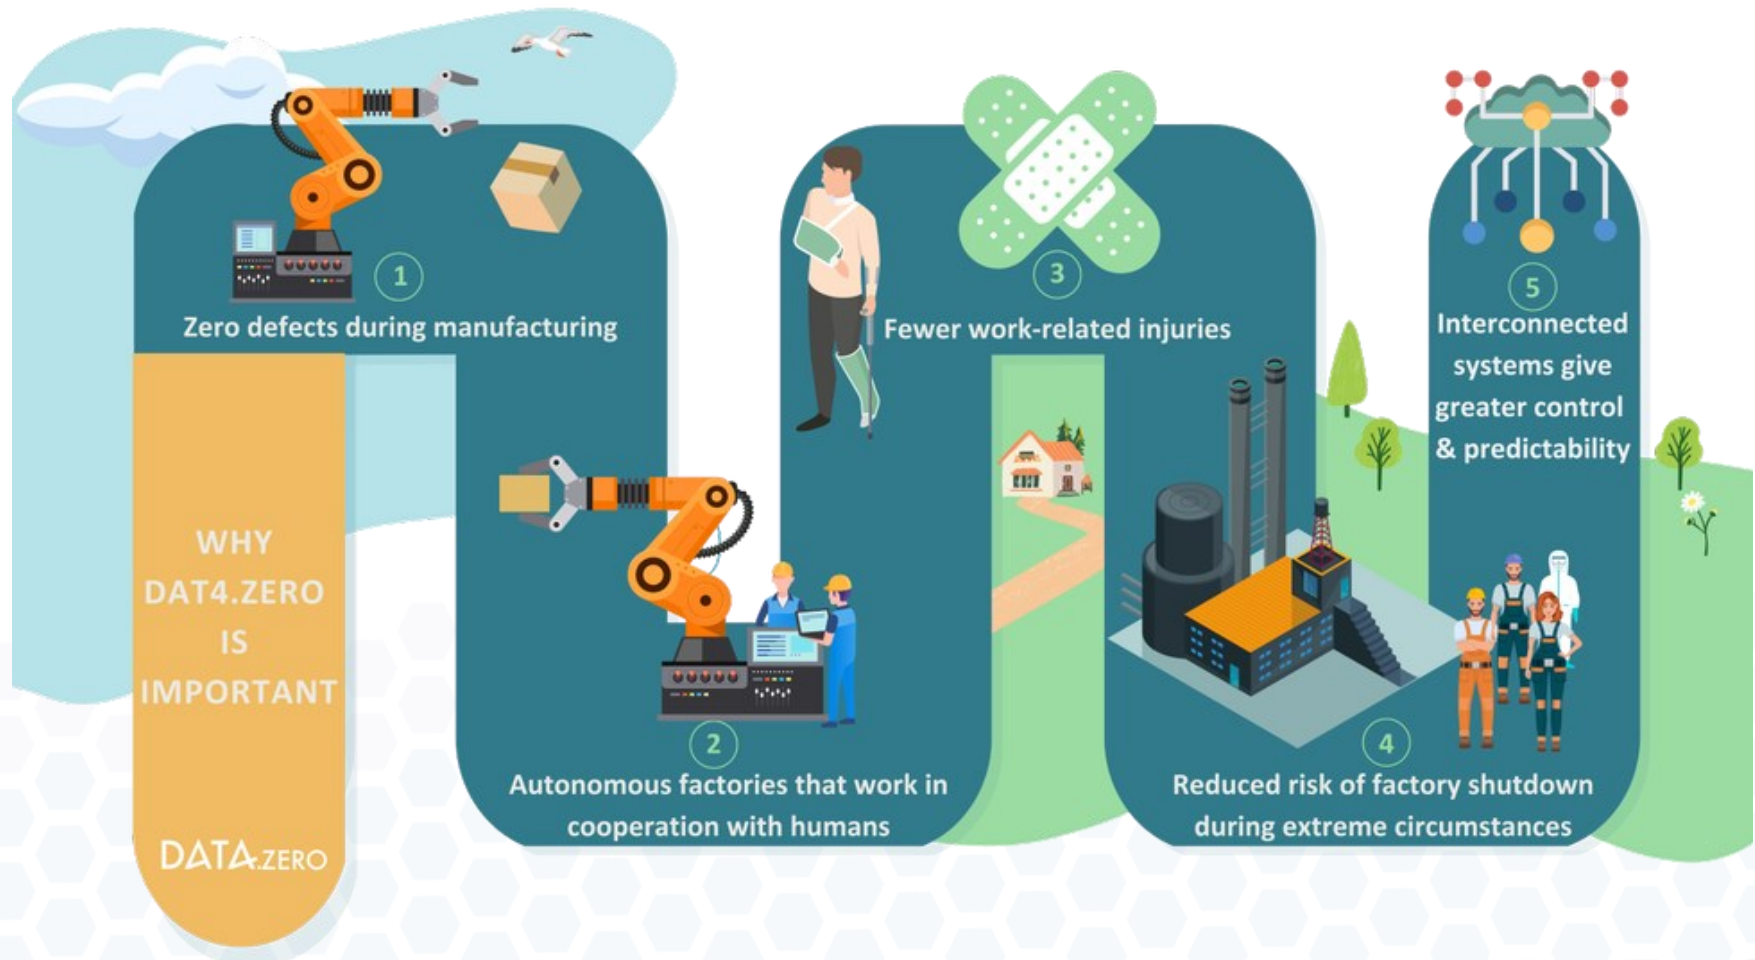 WHY
DAT4.ZERO
IS
IMPORTANT
DATA.ZERO
1
Zero defects during manufacturing
2
Autonomous factories that work in
cooperation with humans
3
Fewer work-related injuries
4
Reduced risk of factory shutdown
during extreme circumstances
5
Interconnected
systems give
greater control
& predictability